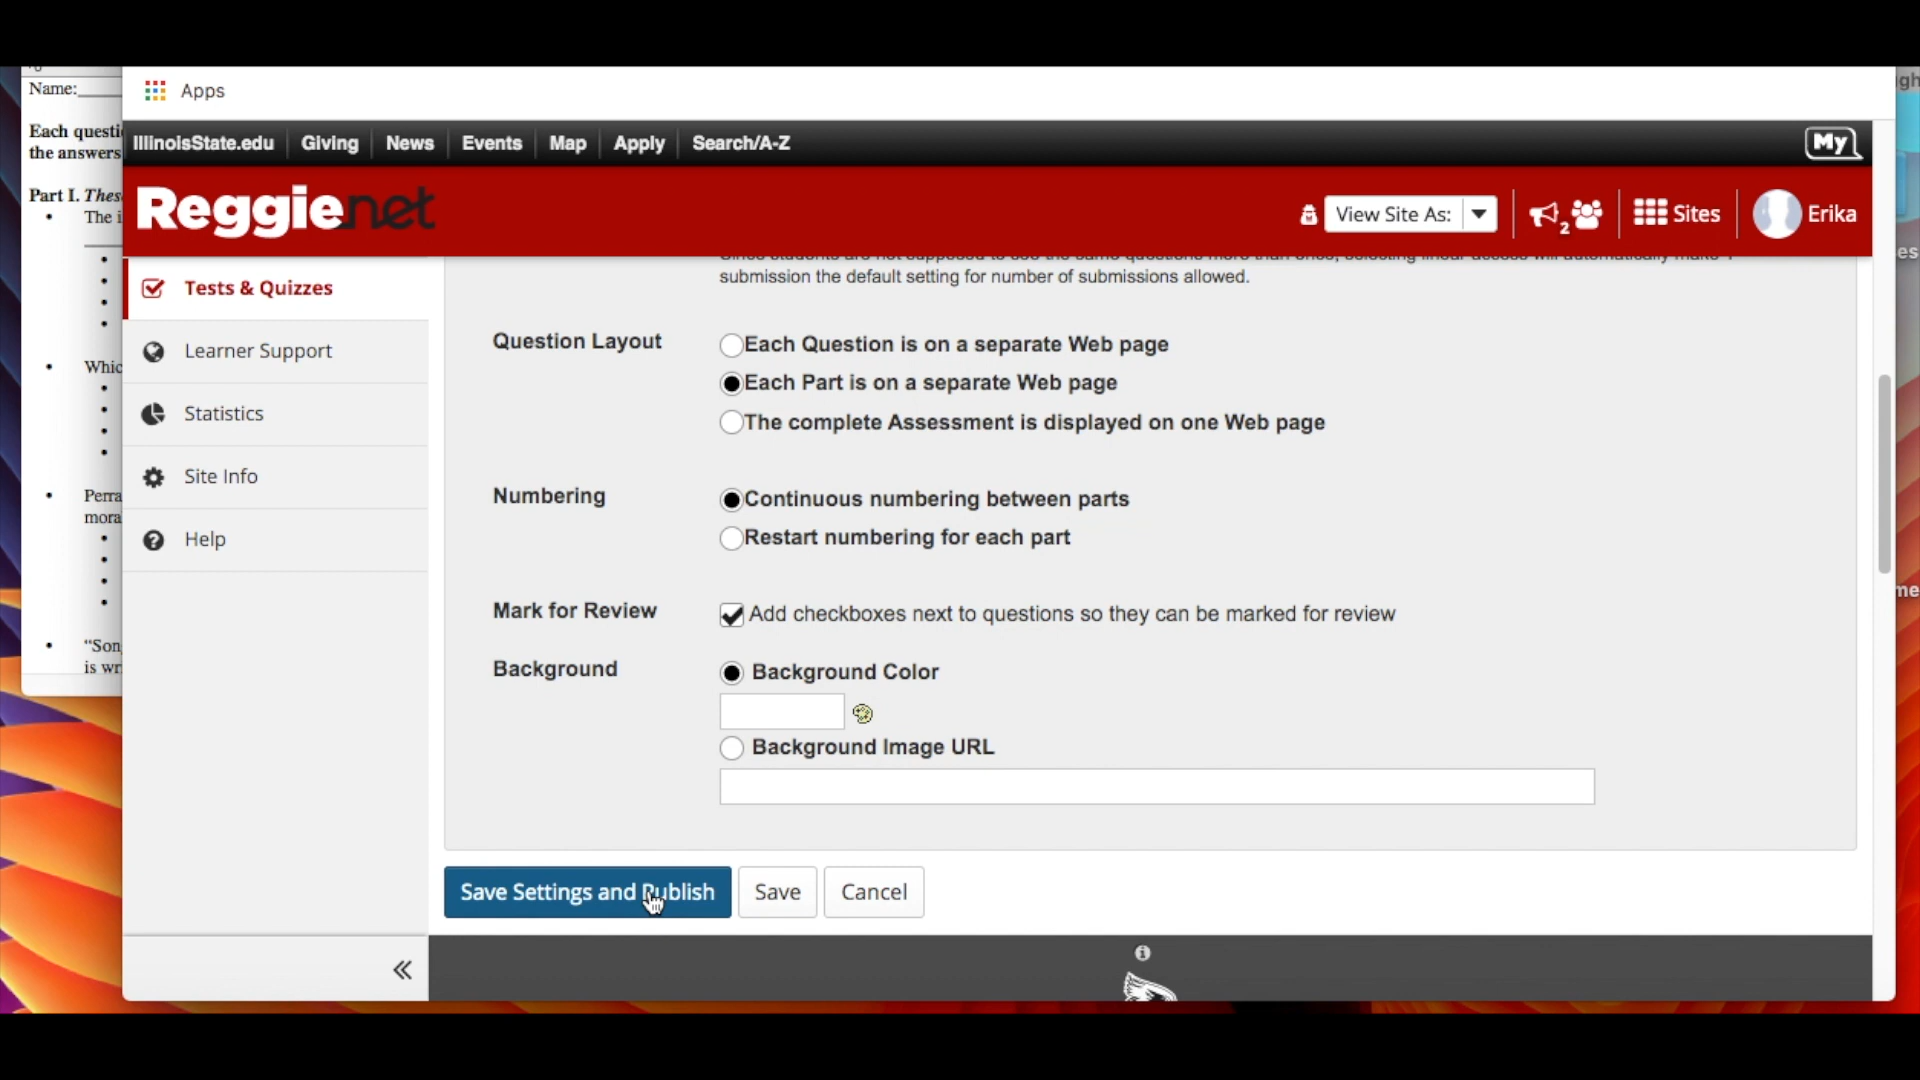 Apps
IllinoisState.edu Giving News Events Map Apply Search/A-Z My
Reggienet View Site As: 2 Sites Erika
Name:
Each questi
the answers
Part I. Thes
The i
Whic
Perra
mora
“Son
is wr
Tests & Quizzes
Learner Support
Statistics
Site Info
Help
submission the default setting for number of submissions allowed.
Question Layout
Each Question is on a separate Web page
Each Part is on a separate Web page
The complete Assessment is displayed on one Web page
Numbering
Continuous numbering between parts
Restart numbering for each part
Mark for Review
Add checkboxes next to questions so they can be marked for review
Background
Background Color
Background Image URL
Save Settings and Publish Save Cancel
gh
es
me